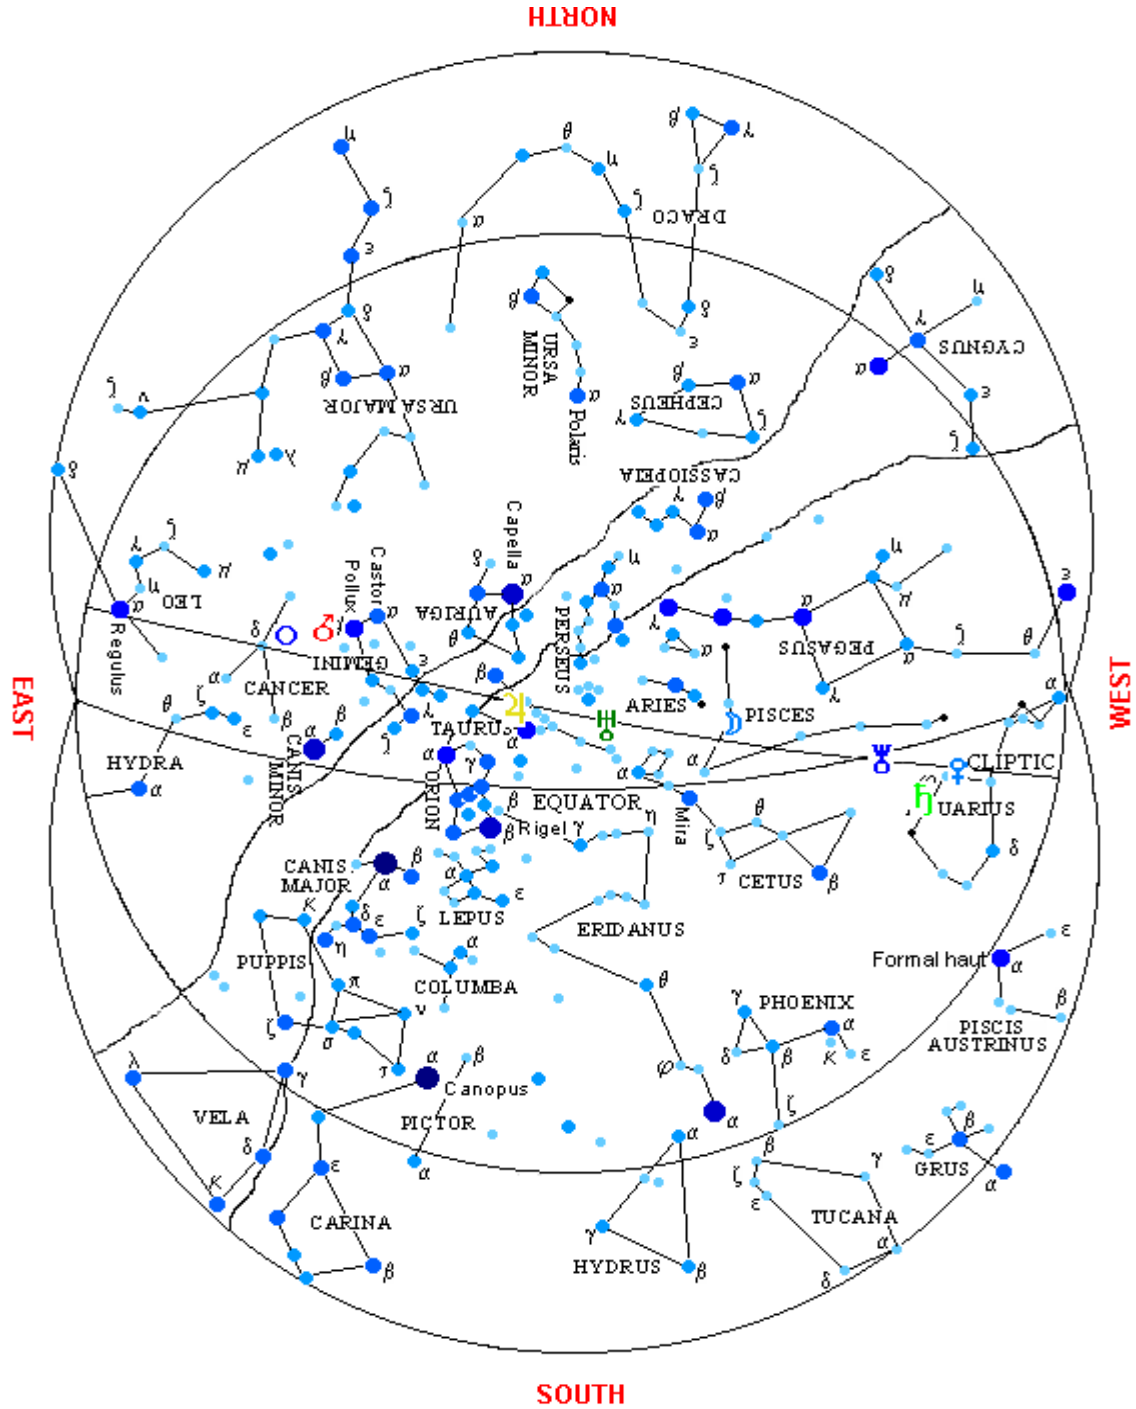 NORTH
μ
θ
β
γ
μ
ζ
ζ
ζ
α
DRACO
ε
δ
μ
β
γ
δ
δ
ε
URSA
MINOR
γ
CYGNUS
α
β
α
α
β
CEPHEUS
ε
ζ
ν
URSA MAJOR
Polaris
γ
ζ
ζ
μ
λ
δ
CASSIOPEIA
γ
β
α
Capella
ζ
γ
μ
η
LEO
Castor
Pollux
δ
α
η
α
μ
μ
ε
α
Regulus
δ
α
AURIGA
PERSEUS
γ
α
PEGASUS
α
ζ
θ
GEMINI
θ
ε
β
α
CANCER
ARIES
γ
PISCES
α
EAST
WEST
θ
ζ
ε
β
α
β
γ
ζ
TAURUS
α
HYDRA
CANIS
MINOR
α
γ
ORION
α
CLIPTIC
EQUATOR
UARIUS
β
Rigel
β
γ
η
Mira
ζ
θ
τ
CETUS
β
δ
CANIS
MAJOR
α
β
α
LEPUS
ε
κ
δ
ε
ζ
η
ERIDANUS
ε
PUPPIS
α
COLUMBA
Formal haut
α
π
ν
θ
γ
PHOENIX
α
β
PISCIS
AUSTRINUS
ζ
σ
τ
δ
β
κ
ε
λ
γ
α
β
Canopus
φ
α
ζ
VELA
PICTOR
α
β
ε
β
GRUS
α
δ
κ
ε
α
ζ
ε
γ
CARINA
TUCANA
γ
HYDRUS
β
β
α
δ
SOUTH